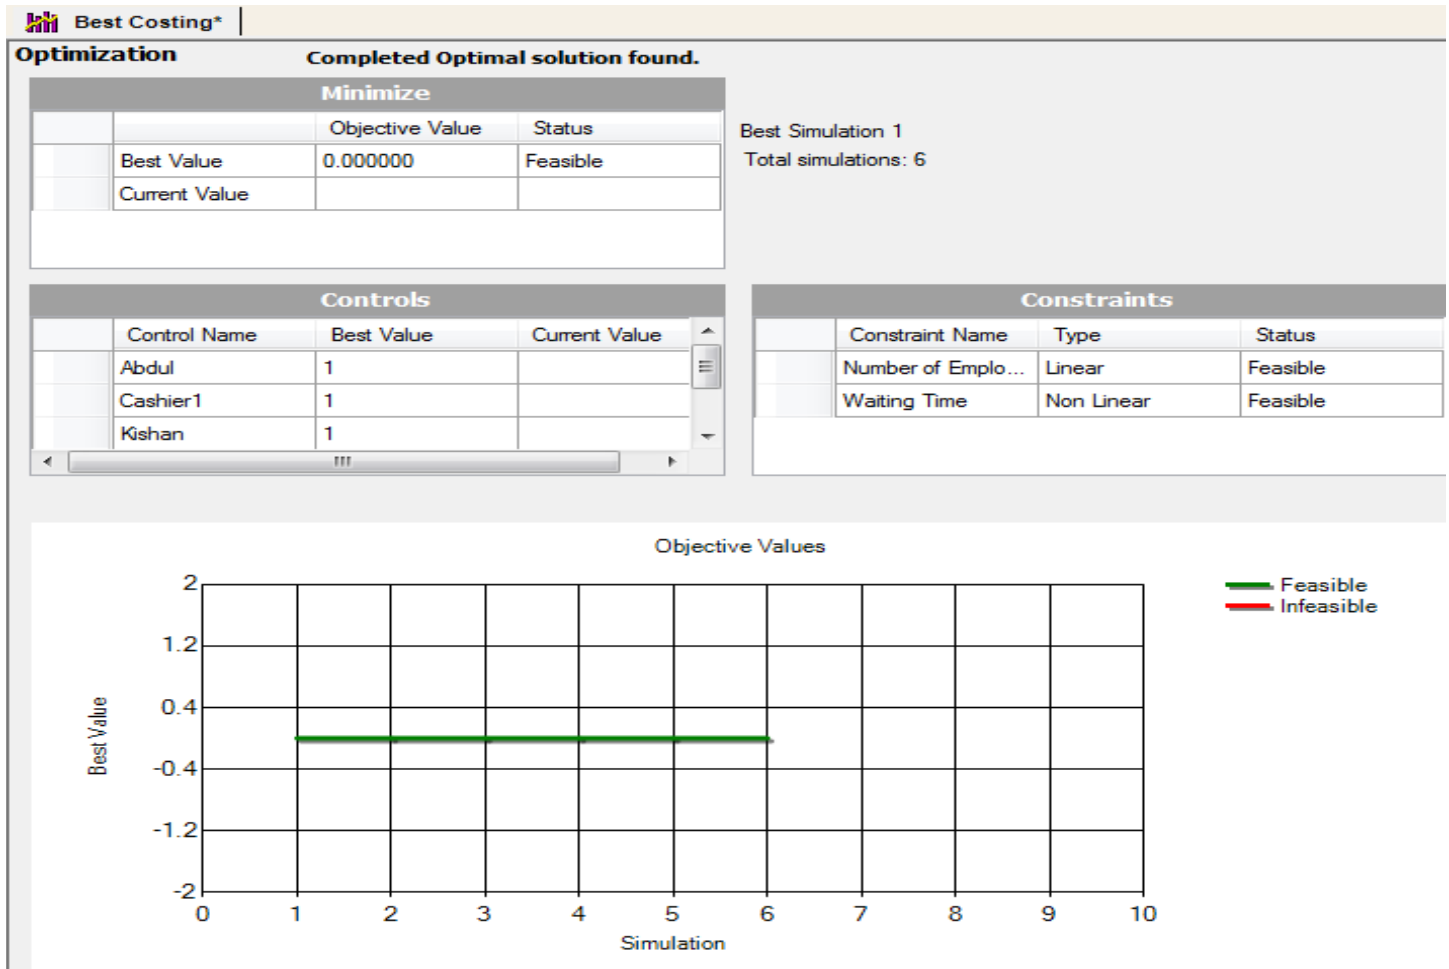 Best Costing*
Optimization Completed Optimal solution found.
Minimize
Objective Value Status
Best Value 0.000000 Feasible
Current Value
Best Simulation 1
Total simulations: 6
Controls
Control Name Best Value Current Value
Abdul 1
Cashier1 1
Kishan 1
Constraints
Constraint Name Type Status
Number of Emplo... Linear Feasible
Waiting Time Non Linear Feasible
Objective Values
Feasible
Infeasible
Best Value
2
1.2
0.4
-0.4
-1.2
-2
0 1 2 3 4 5 6 7 8 9 10
Simulation